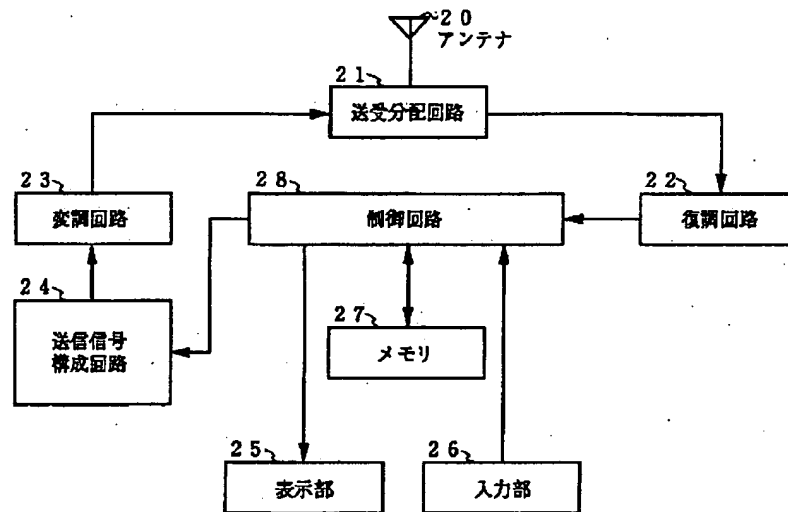 20
アンテナ
21
送受分配回路
23
変調回路
28
制御回路
22
復調回路
24
送信信号
構成回路
27
メモリ
25
表示部
26
入力部